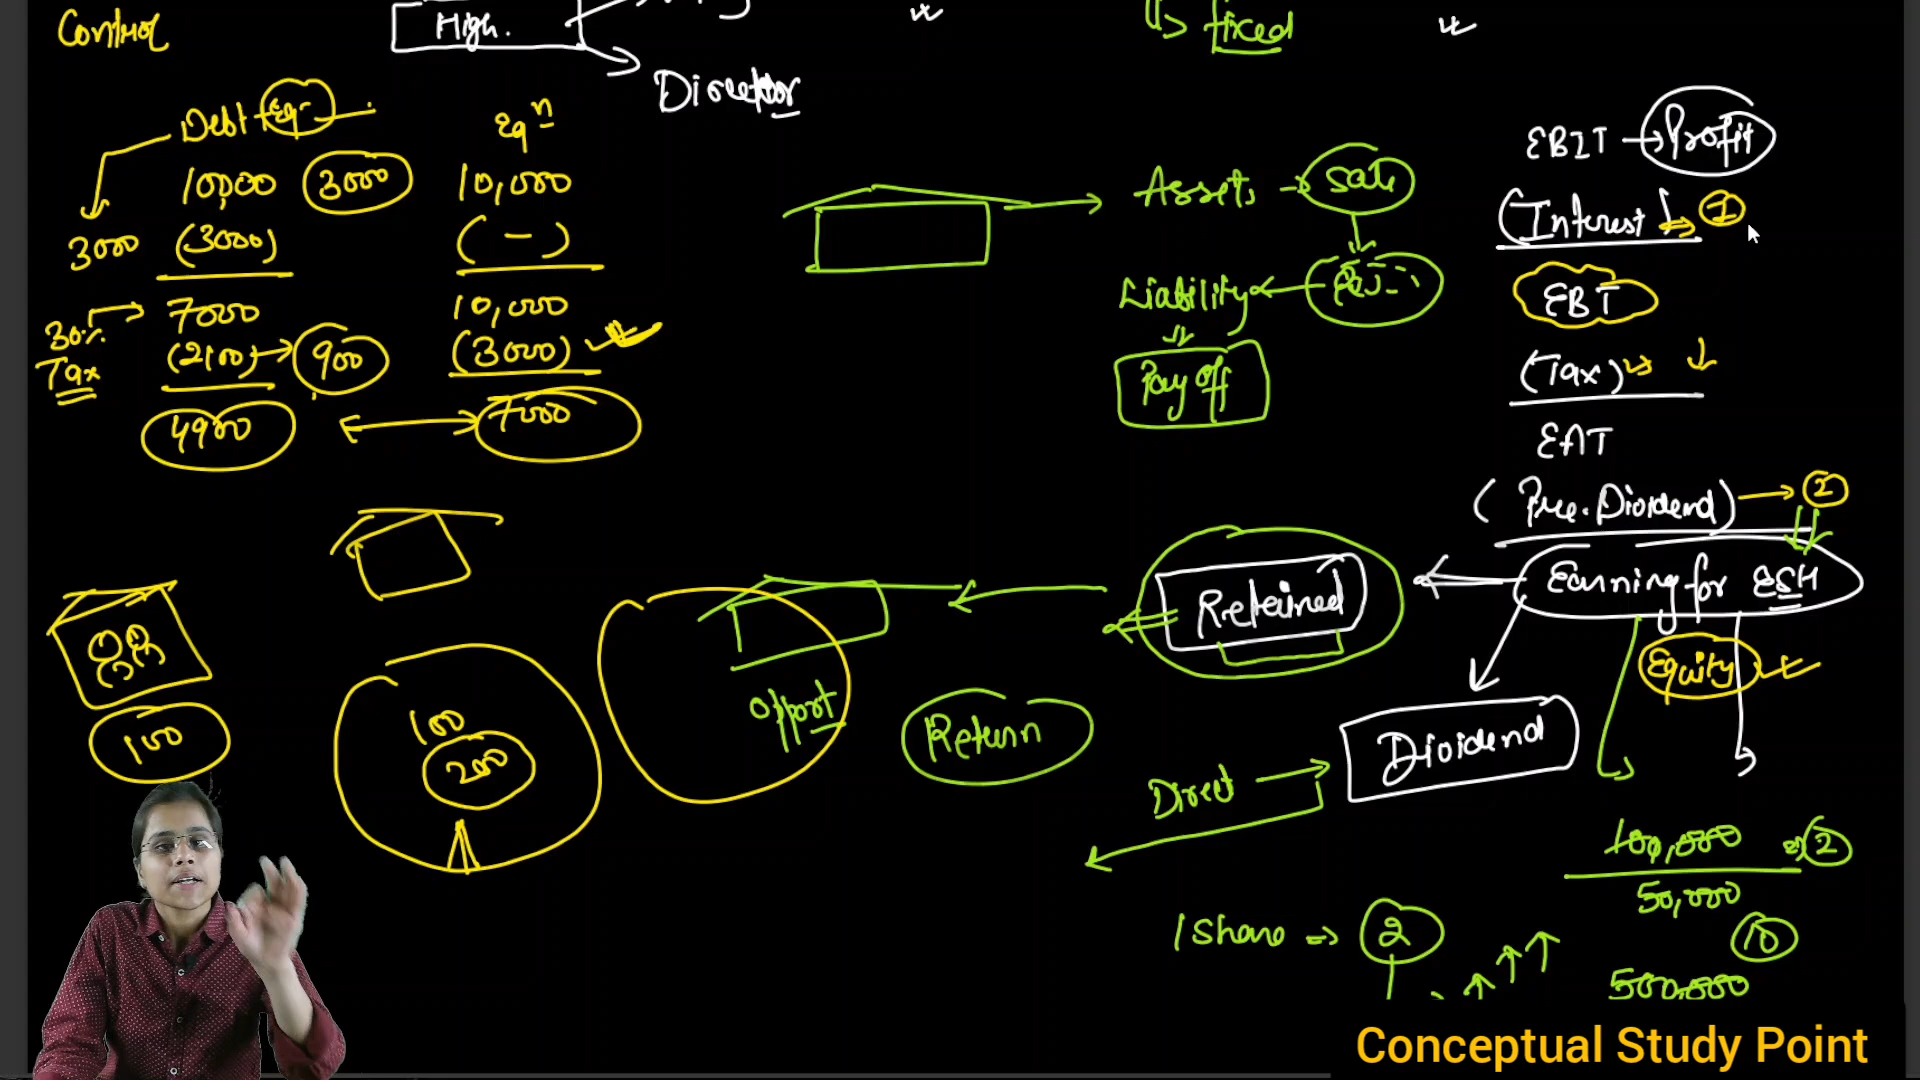 Control
High.
Director
fixed
Debt + Eq-
Eqn
10,000 3000 10,000
3000 (3000) ( - )
7000 10,000
30% Tax (2100) 900 (3000)
4900 7000
Assets → Sale
Liability
Pay off
EBIT → Profit
(Interest) 1
EBT
(Tax)
EAT
(Pre. Dividend) → 2
Earning for ESH
Equity
Retained
Dividend
Direct
Return
Opport
100
100
200
100,000 2
50,000
1 Share ⇒ 2
10
500,000
Conceptual Study Point